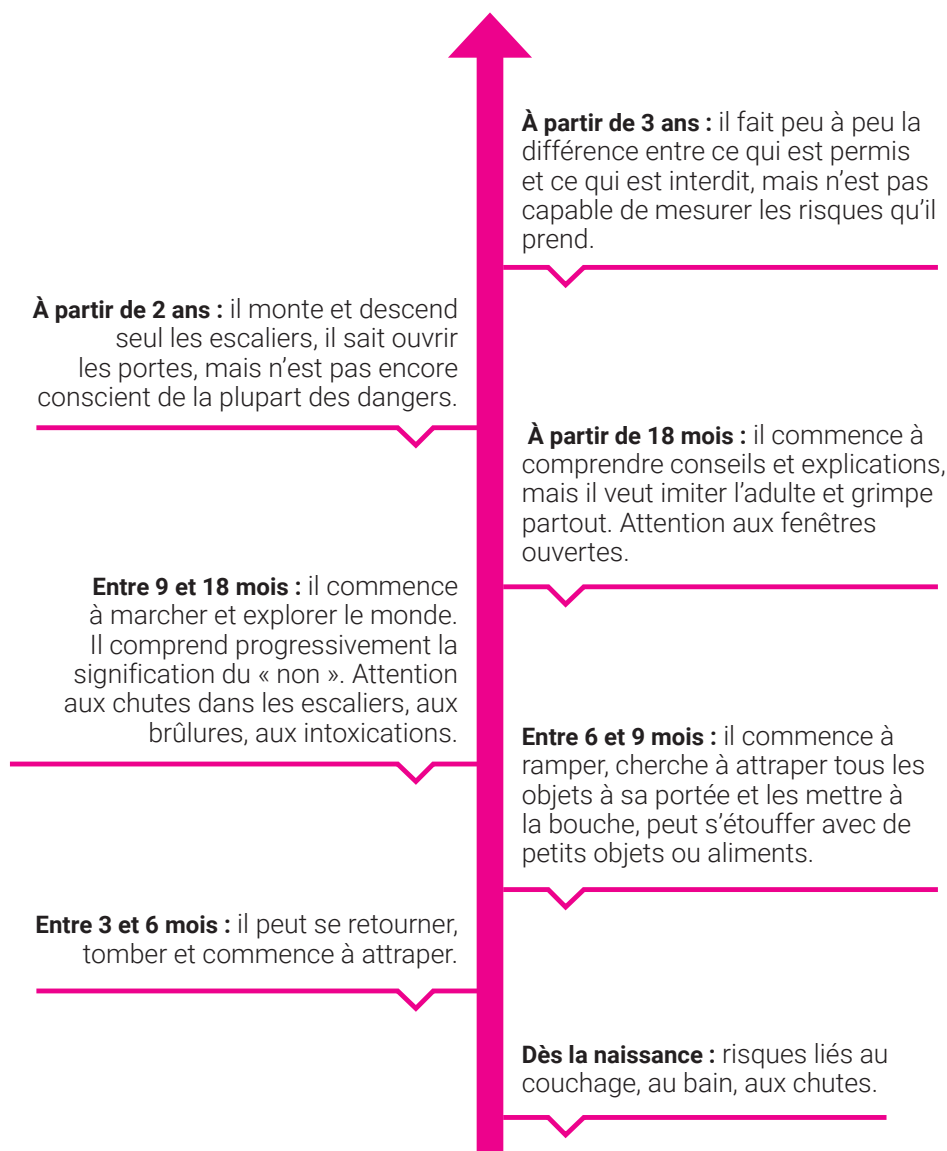 À partir de 3 ans : il fait peu à peu la
différence entre ce qui est permis
et ce qui est interdit, mais n'est pas
capable de mesurer les risques qu'il
prend.
À partir de 2 ans : il monte et descend
seul les escaliers, il sait ouvrir
les portes, mais n'est pas encore
conscient de la plupart des dangers.
À partir de 18 mois : il commence à
comprendre conseils et explications,
mais il veut imiter l'adulte et grimpe
partout. Attention aux fenêtres
ouvertes.
Entre 9 et 18 mois : il commence
à marcher et explorer le monde.
Il comprend progressivement la
signification du « non ». Attention
aux chutes dans les escaliers, aux
brûlures, aux intoxications.
Entre 6 et 9 mois : il commence à
ramper, cherche à attraper tous les
objets à sa portée et les mettre à
la bouche, peut s'étouffer avec de
petits objets ou aliments.
Entre 3 et 6 mois : il peut se retourner,
tomber et commence à attraper.
Dès la naissance : risques liés au
couchage, au bain, aux chutes.